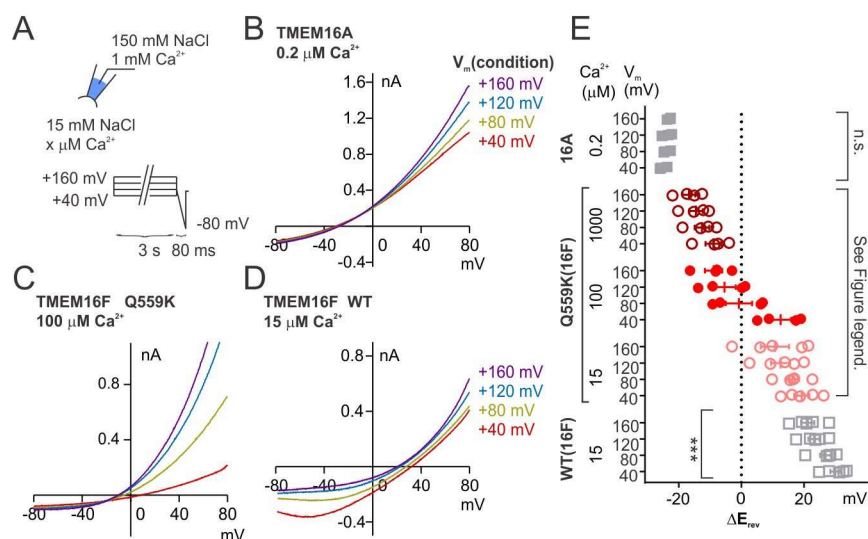 A
150 mM NaCl
1 mM Ca²⁺
15 mM NaCl
x μM Ca²⁺
+160 mV
+40 mV
-80 mV
3 s 80 ms
B
TMEM16A
0.2 μM Ca²⁺
Vm(condition)
nA
1.6
1.2
0.8
0.4
-0.4
-80 -40 0 40 80
mV
+160 mV
+120 mV
+80 mV
+40 mV
C
TMEM16F Q559K
100 μM Ca²⁺
nA
0.4
-80 -40 0 40 80
mV
D
TMEM16F WT
15 μM Ca²⁺
nA
0.4
-0.4
-80 -40 0 40 80
mV
+160 mV
+120 mV
+80 mV
+40 mV
E
Ca²⁺ Vm
(μM) (mV)
16A
0.2
160
120
80
40
n.s.
Q559K(16F)
1000
160
120
80
40
100
160
120
80
40
15
160
120
80
40
See Figure legend.
WT(16F)
15
160
120
80
40
***
-20 0 20 mV
ΔErev